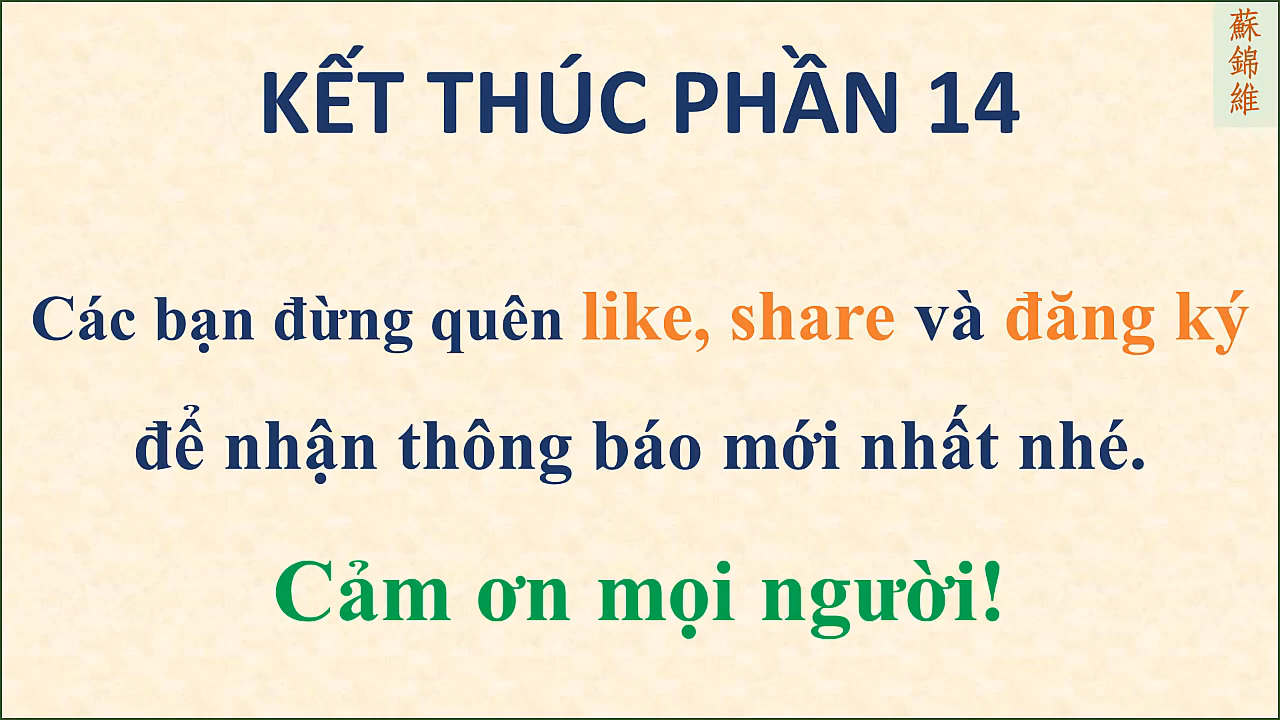 KẾT THÚC PHẦN 14
蘇錦維
Các bạn đừng quên like, share và đăng ký
để nhận thông báo mới nhất nhé.
Cảm ơn mọi người!